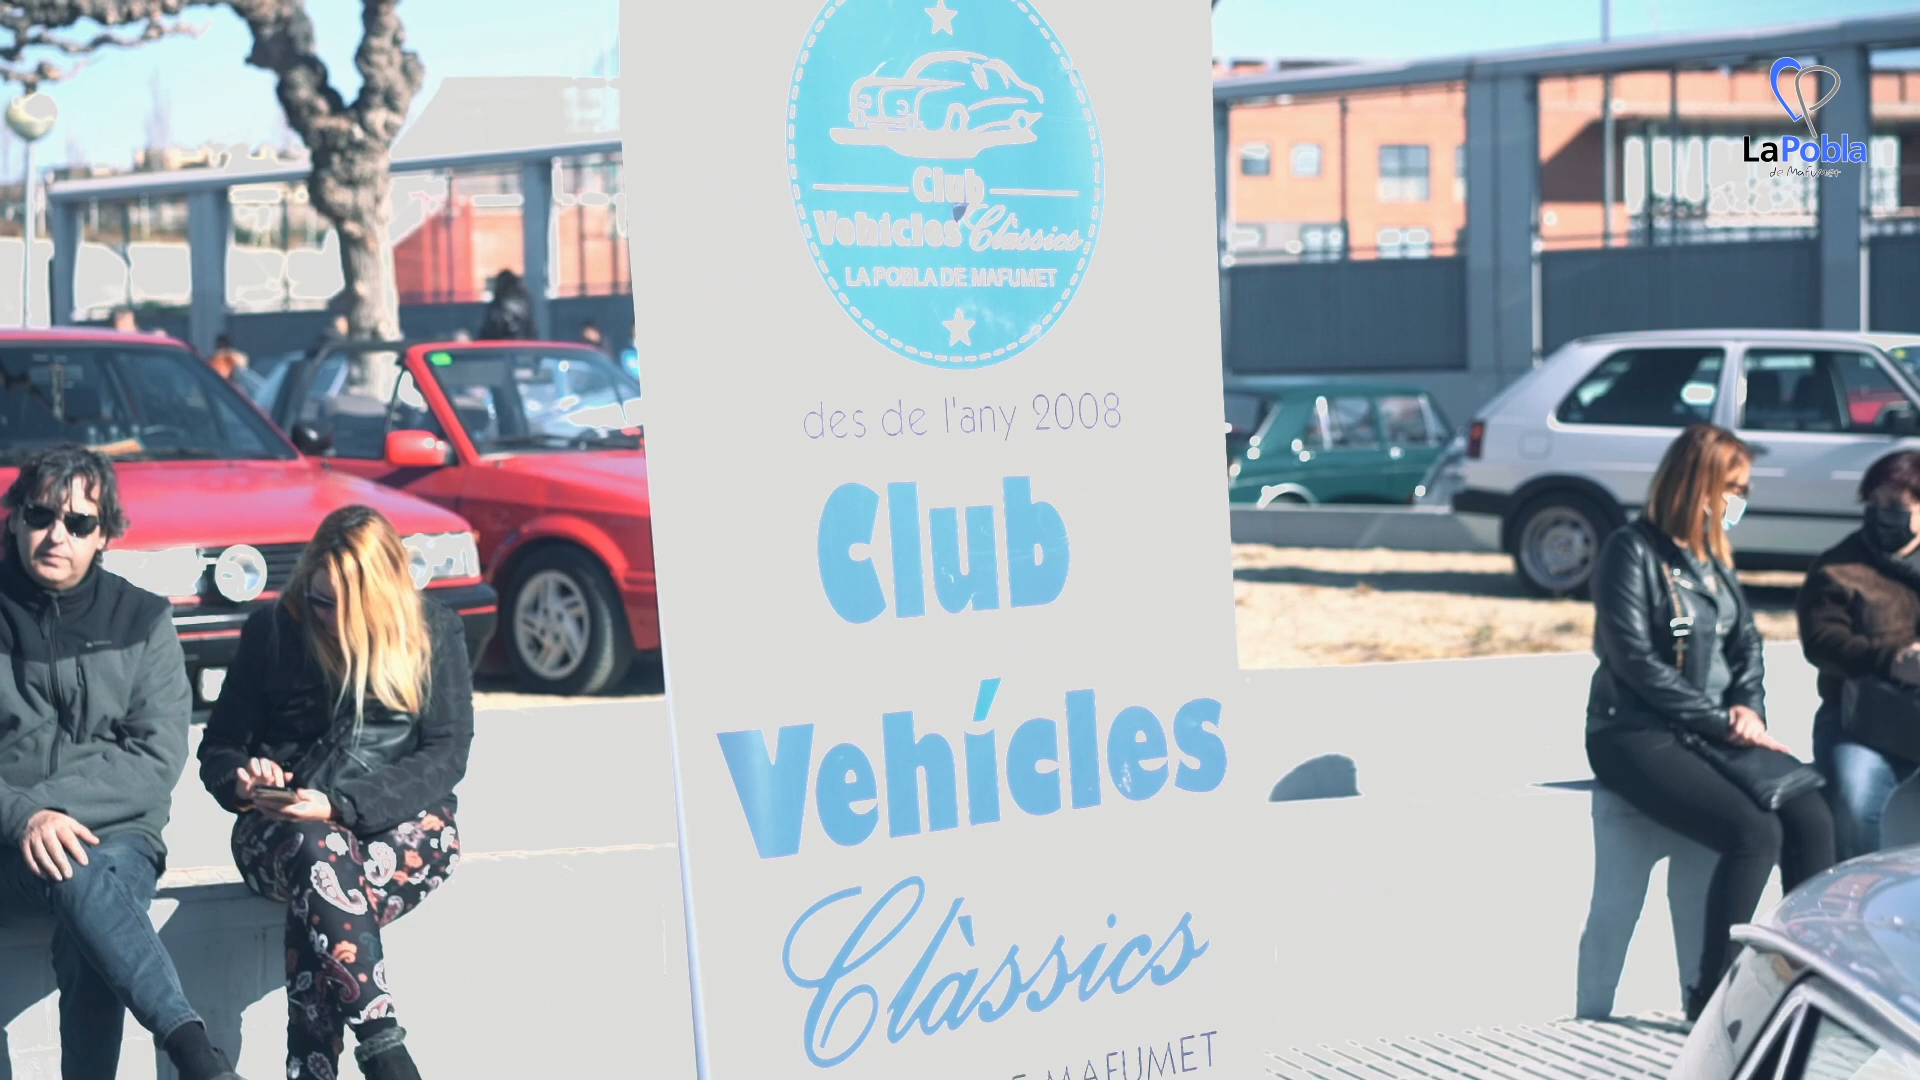 Club
Vehicles Clàssics
LA POBLA DE MAFUMET
des de l'any 2008
Club
Vehícles
Clàssics
MAFUMET
LaPobla
de Mafumet